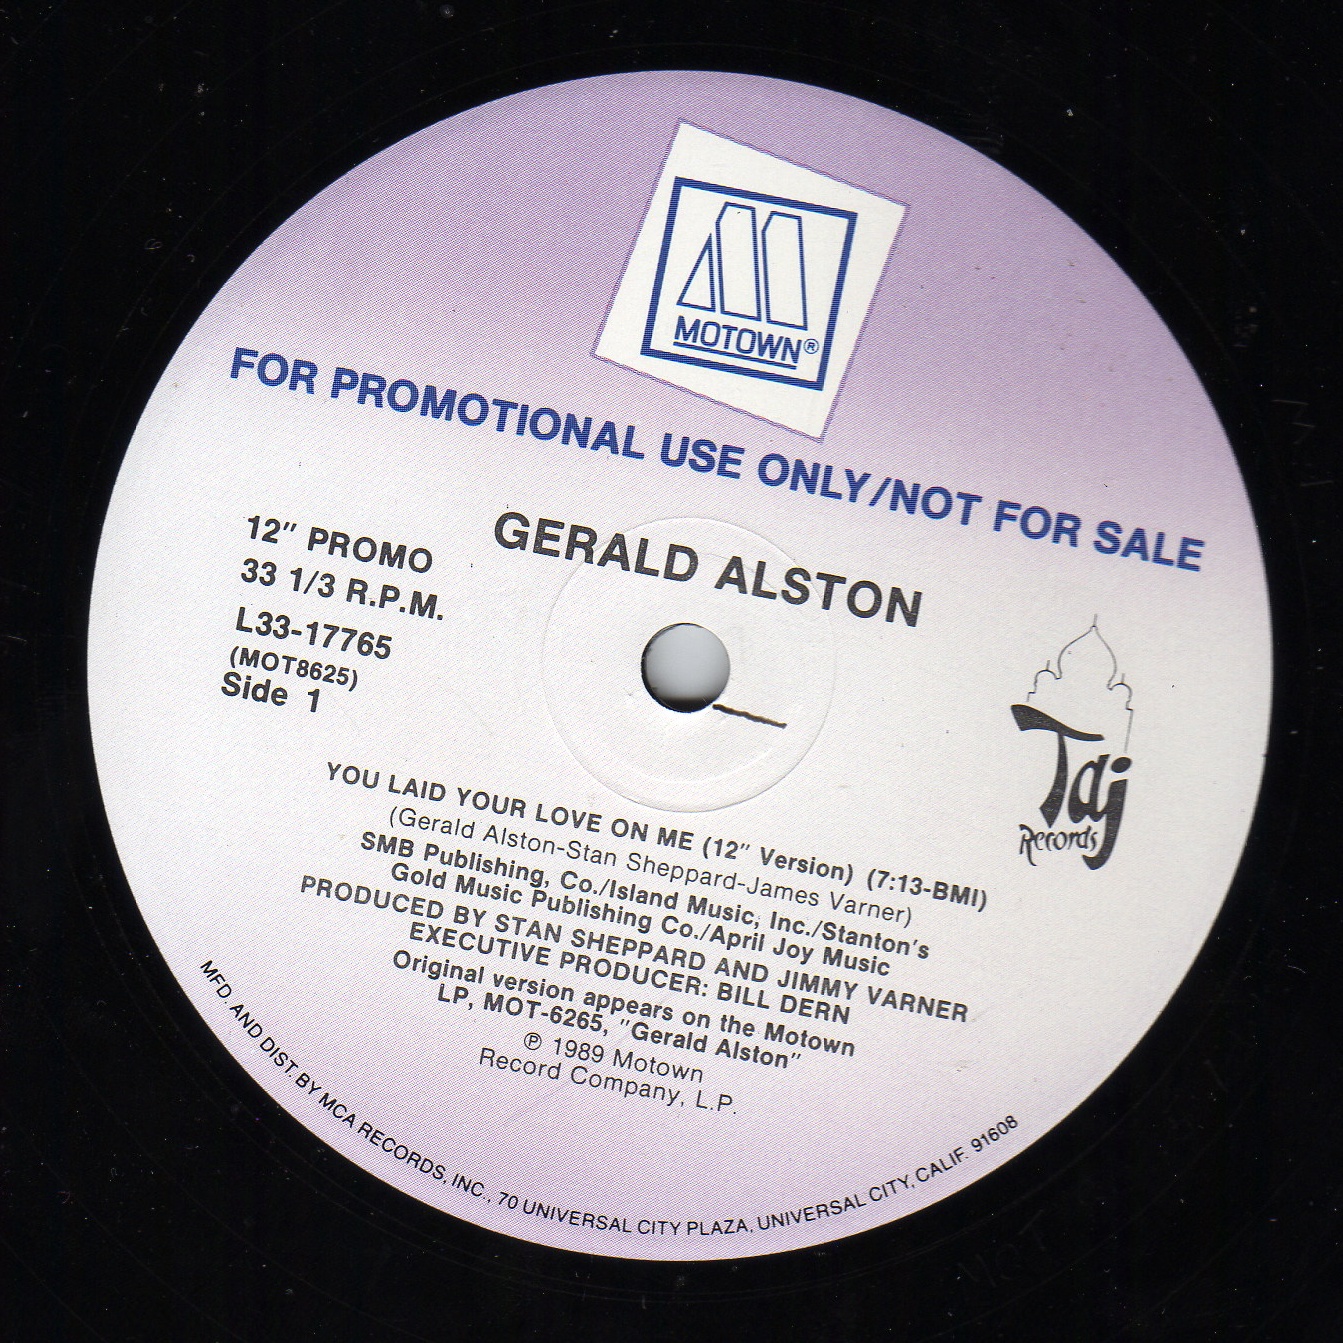 MOTOWN®
FOR PROMOTIONAL USE ONLY/NOT FOR SALE
GERALD ALSTON
12" PROMO
33 1/3 R.P.M.
L33-17765
(MOT8625)
Side 1
Taj
Records
YOU LAID YOUR LOVE ON ME (12" Version) (7:13-BMI)
(Gerald Alston-Stan Sheppard-James Varner)
SMB Publishing, Co./Island Music, Inc./Stanton's
Gold Music Publishing Co./April Joy Music
PRODUCED BY STAN SHEPPARD AND JIMMY VARNER
EXECUTIVE PRODUCER: BILL DERN
Original version appears on the Motown
LP, MOT-6265, "Gerald Alston"
℗ 1989 Motown
Record Company, L.P.
MFD. AND DIST. BY MCA RECORDS, INC., 70 UNIVERSAL CITY PLAZA, UNIVERSAL CITY, CALIF. 91608